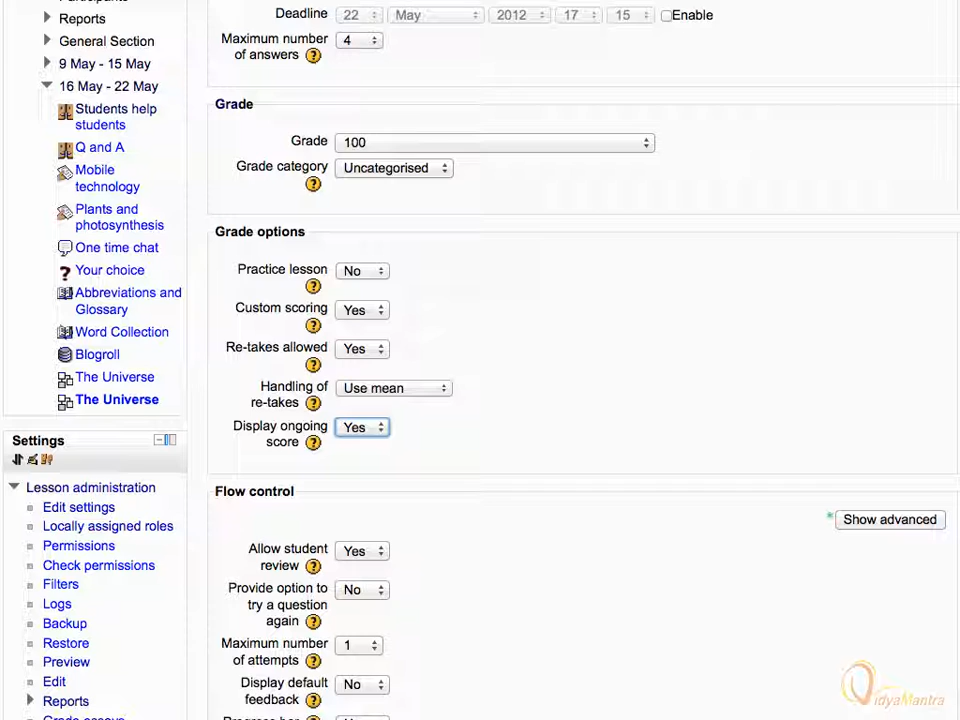 Reports
General Section
9 May - 15 May
16 May - 22 May
Students help
students
Q and A
Mobile
technology
Plants and
photosynthesis
One time chat
Your choice
Abbreviations and
Glossary
Word Collection
Blogroll
The Universe
The Universe
Settings
Lesson administration
Edit settings
Locally assigned roles
Permissions
Check permissions
Filters
Logs
Backup
Restore
Preview
Edit
Reports
Deadline 22 May 2012 17 15 Enable
Maximum number
of answers 4
Grade
Grade 100
Grade category Uncategorised
Grade options
Practice lesson No
Custom scoring Yes
Re-takes allowed Yes
Handling of
re-takes Use mean
Display ongoing
score Yes
Flow control
* Show advanced
Allow student
review Yes
Provide option to
try a question
again No
Maximum number
of attempts 1
Display default
feedback No
VidyaMantra